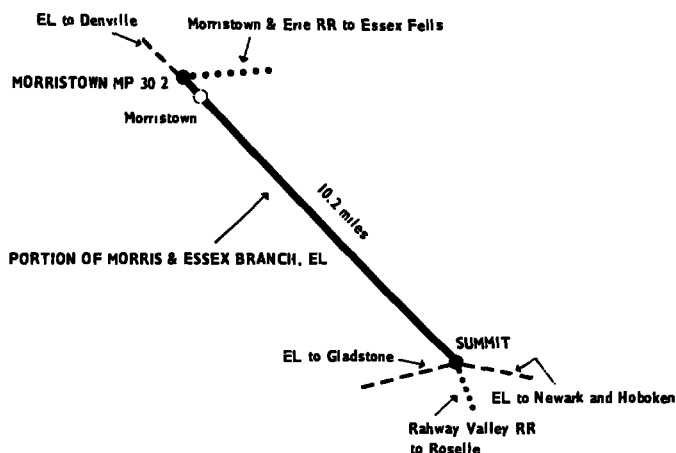 EL to Denville
Morristown & Erie RR to Essex Fells
MORRISTOWN MP 30 2
Morristown
10.2 miles
PORTION OF MORRIS & ESSEX BRANCH, EL
SUMMIT
EL to Gladstone
EL to Newark and Hoboken
Rahway Valley RR
to Roselle